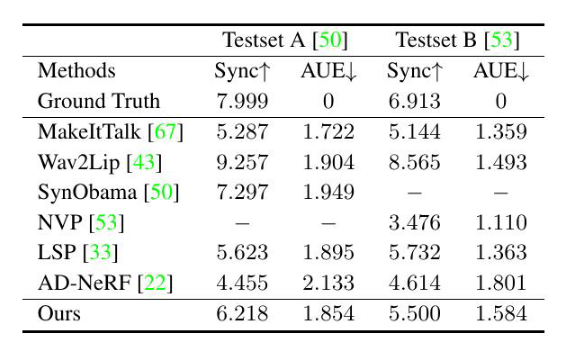 Testset A [50] Testset B [53]
Methods Sync↑ AUE↓ Sync↑ AUE↓
Ground Truth 7.999 0 6.913 0
MakeItTalk [67] 5.287 1.722 5.144 1.359
Wav2Lip [43] 9.257 1.904 8.565 1.493
SynObama [50] 7.297 1.949 − −
NVP [53] − − 3.476 1.110
LSP [33] 5.623 1.895 5.732 1.363
AD-NeRF [22] 4.455 2.133 4.614 1.801
Ours 6.218 1.854 5.500 1.584